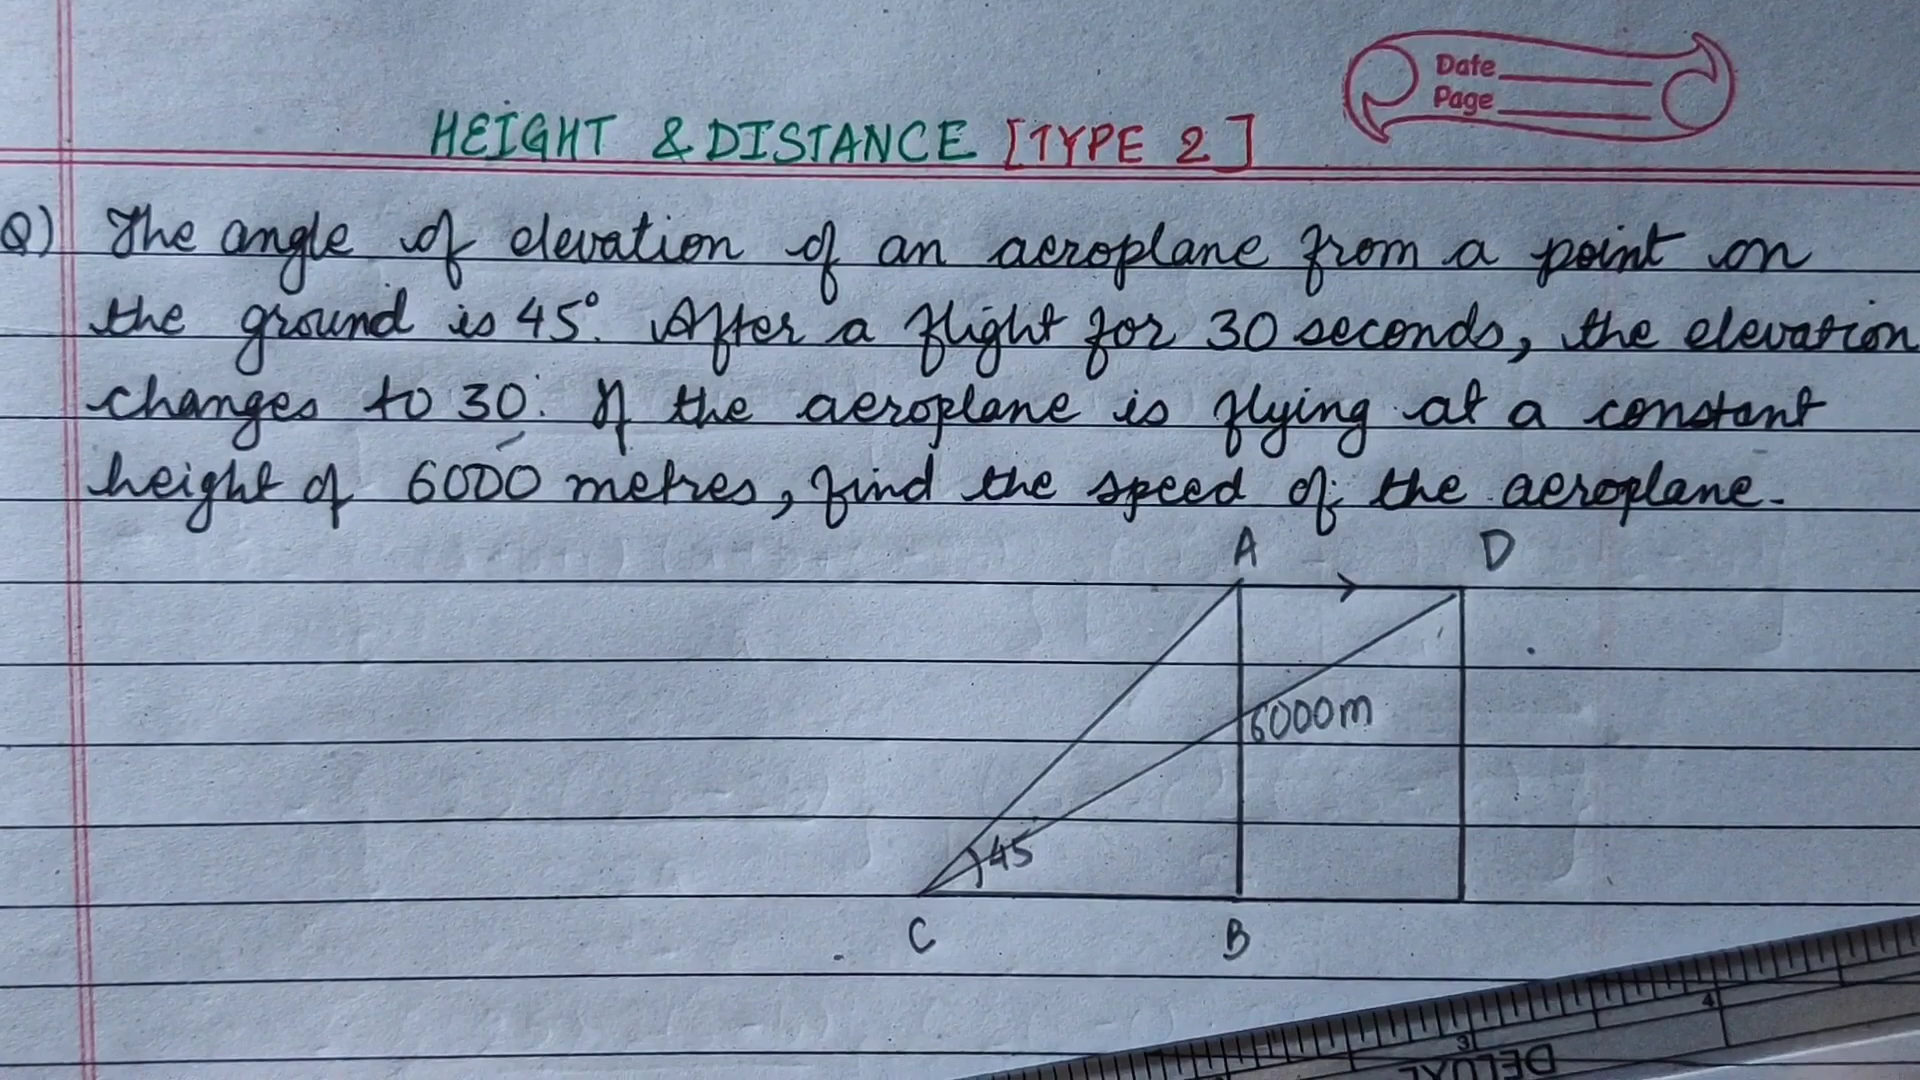 Date
Page
HEIGHT & DISTANCE [TYPE 2]
Q) The angle of elevation of an aeroplane from a point on
the ground is 45°. After a flight for 30 seconds, the elevation
changes to 30°. If the aeroplane is flying at a constant
height of 6000 metres, find the speed of the aeroplane.
A D
6000m
45
C B
4
3
DELUXE